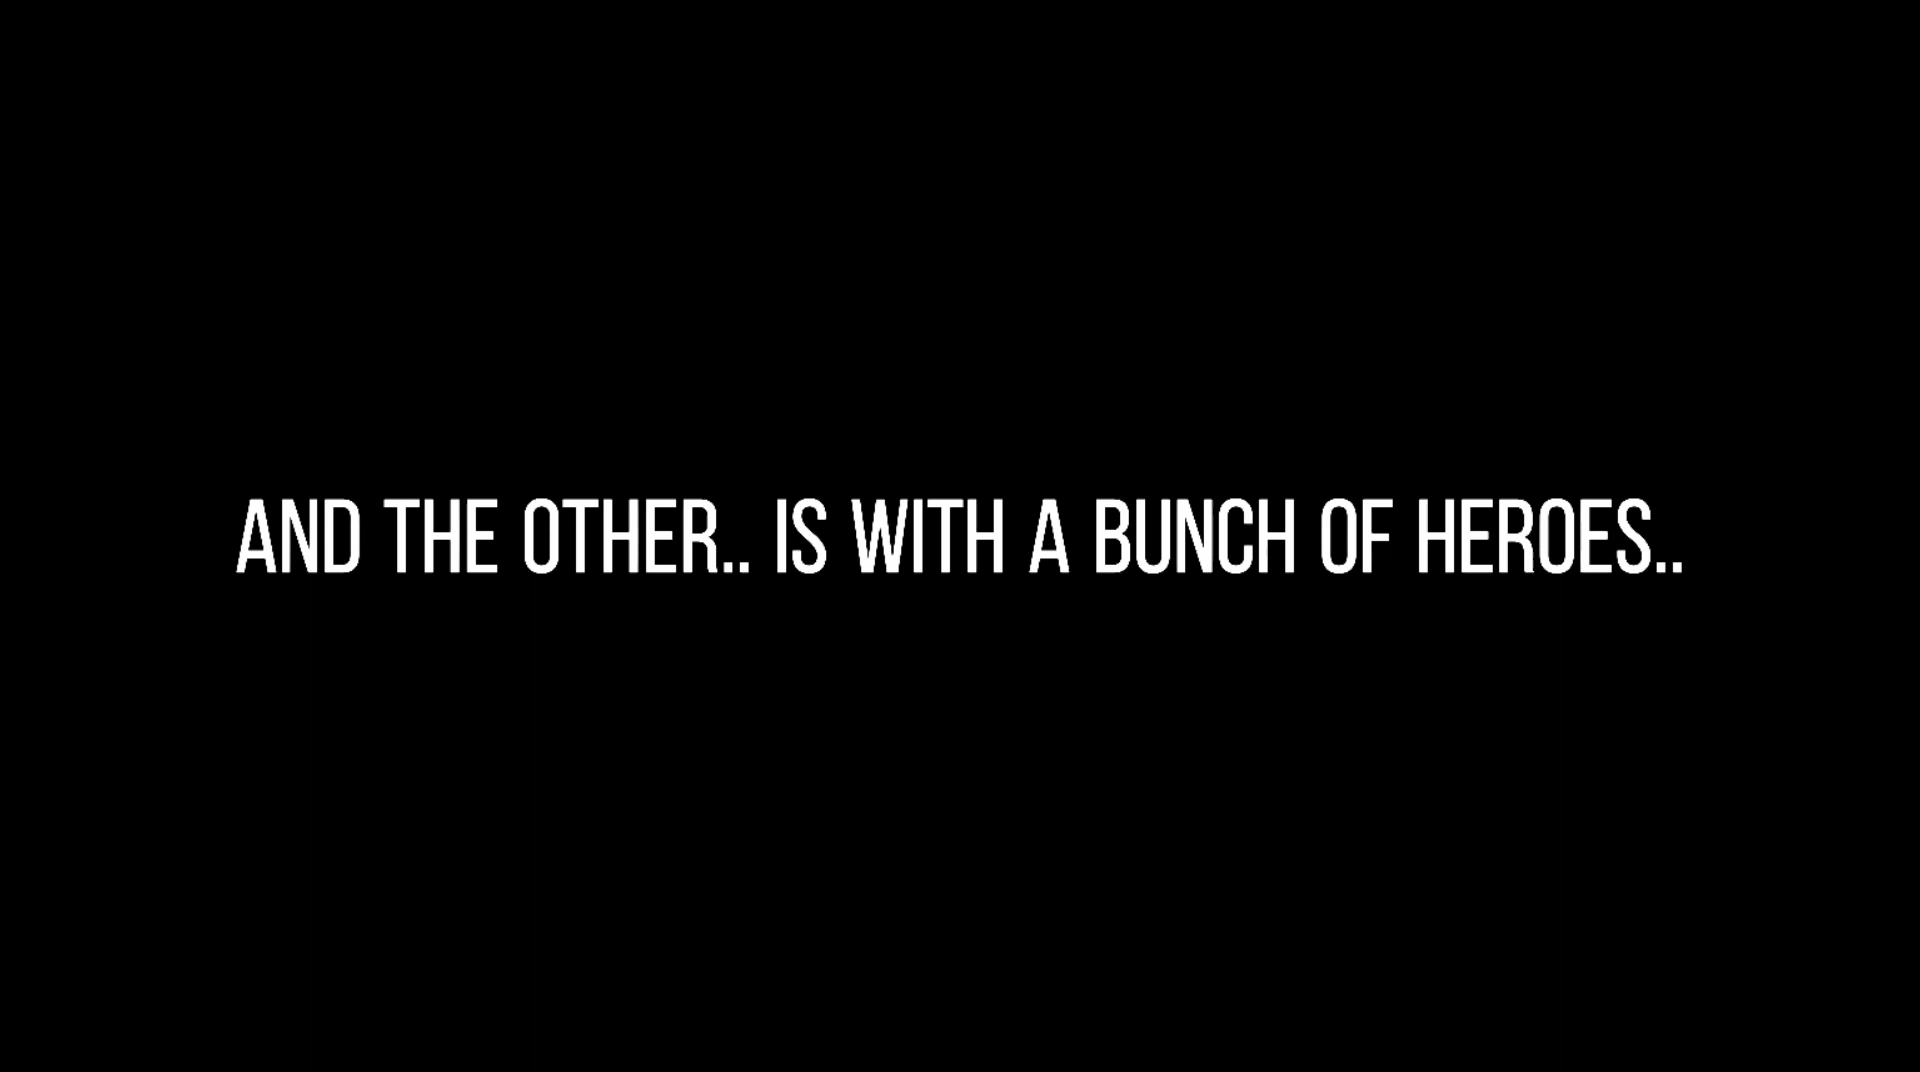 AND THE OTHER.. IS WITH A BUNCH OF HEROES..